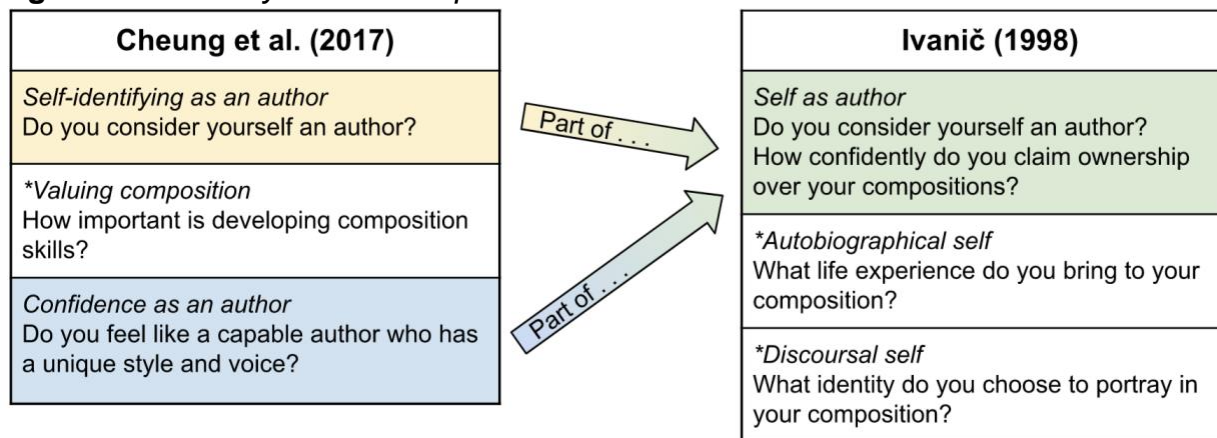 Cheung et al. (2017)
Self-identifying as an author
Do you consider yourself an author?
*Valuing composition
How important is developing composition
skills?
Confidence as an author
Do you feel like a capable author who has
a unique style and voice?
Part of . . .
Part of . . .
Ivanič (1998)
Self as author
Do you consider yourself an author?
How confidently do you claim ownership
over your compositions?
*Autobiographical self
What life experience do you bring to your
composition?
*Discoursal self
What identity do you choose to portray in
your composition?